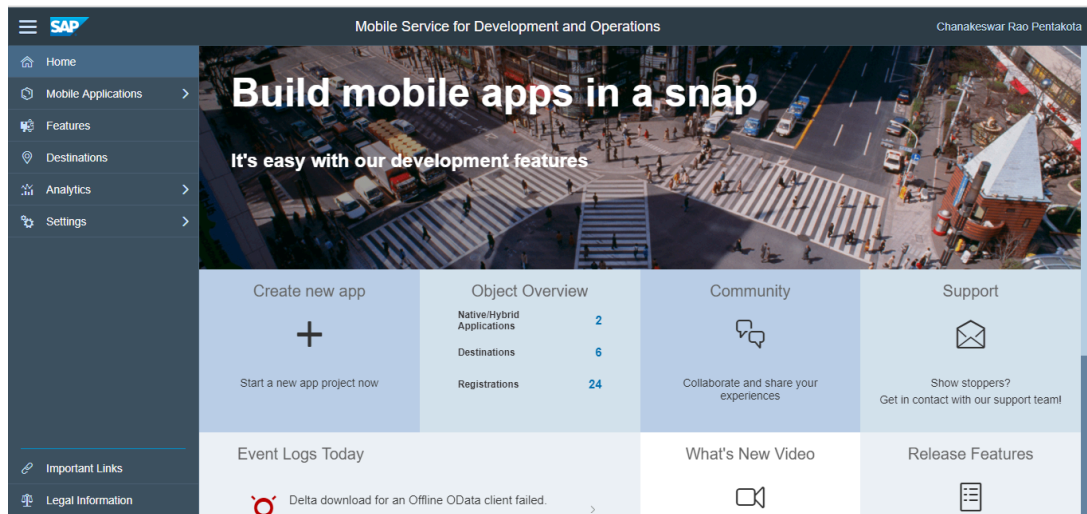 SAP
Mobile Service for Development and Operations
Chanakeswar Rao Pentakota
Home
Mobile Applications
Features
Destinations
Analytics
Settings
Important Links
Legal Information
Build mobile apps in a snap
It's easy with our development features
Create new app
Start a new app project now
Object Overview
Native/Hybrid
Applications 2
Destinations 6
Registrations 24
Community
Collaborate and share your
experiences
Support
Show stoppers?
Get in contact with our support team!
Event Logs Today
Delta download for an Offline OData client failed.
What's New Video
Release Features